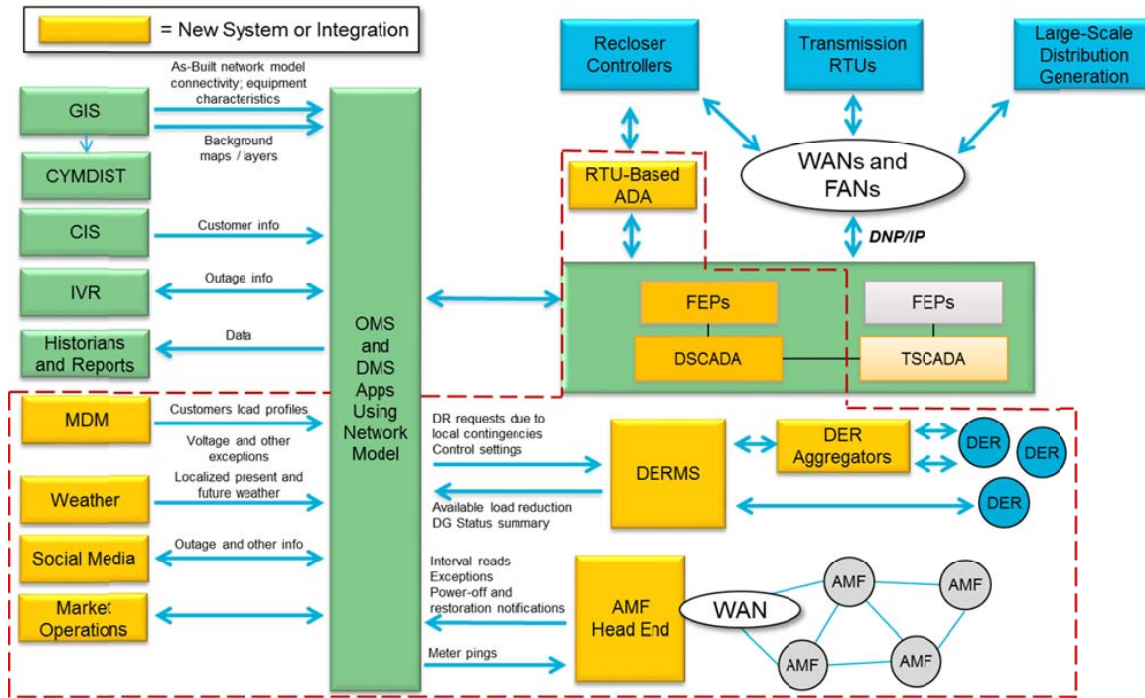 = New System or Integration
As-Built network model
connectivity; equipment
characteristics
Background
maps / layers
GIS
CYMDIST
CIS
Customer info
IVR
Outage info
Historians
and Reports
Data
MDM
Customers load profiles
Voltage and other
exceptions
Weather
Localized present and
future weather
Social Media
Outage and other info
Market
Operations
OMS
and
DMS
Apps
Using
Network
Model
Recloser
Controllers
Transmission
RTUs
Large-Scale
Distribution
Generation
RTU-Based
ADA
WANs and
FANs
DNP/IP
FEPs
FEPs
DSCADA
TSCADA
DR requests due to
local contingencies
Control settings
Available load reduction
DG Status summary
DERMS
DER
Aggregators
DER
DER
DER
Interval reads
Exceptions
Power-off and
restoration notifications
Meter pings
AMF
Head End
WAN
AMF
AMF
AMF
AMF